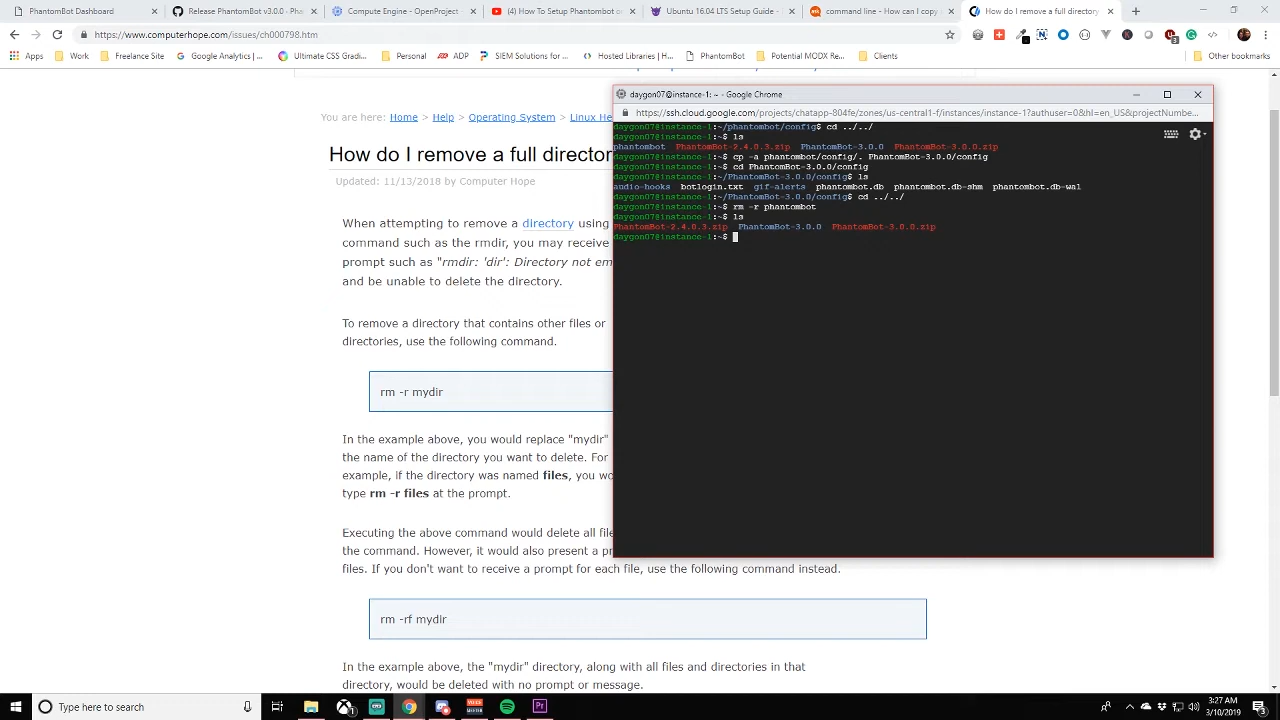 PhantomBot Dashboard
Release PhantomBot v3.0.0 - Phan
Compute Engine - OpenProject
(4) How To Setup Phantombot on
Ubuntu 16.04 LTS Setup Guide -
command line - How can I copy a
How do I remove a full directory
https://www.computerhope.com/issues/ch000798.htm
Apps
Work
Freelance Site
Google Analytics |...
Ultimate CSS Gradi...
Personal
ADP
SIEM Solutions for...
Hosted Libraries |...
PhantomBot
Potential MODX Re...
Clients
Other bookmarks
You are here: Home > Help > Operating System > Linux He
How do I remove a full director
Updated: 11/13/2018 by Computer Hope
When attempting to remove a directory using
command such as the rmdir, you may receive
prompt such as "rmdir: 'dir': Directory not em
and be unable to delete the directory.
To remove a directory that contains other files or
directories, use the following command.
rm -r mydir
In the example above, you would replace "mydir"
the name of the directory you want to delete. For
example, if the directory was named files, you wo
type rm -r files at the prompt.
Executing the above command would delete all file
the command. However, it would also present a pr
files. If you don't want to receive a prompt for each file, use the following command instead.
rm -rf mydir
In the example above, the "mydir" directory, along with all files and directories in that
directory, would be deleted with no prompt or message.
daygon07@instance-1: ~ - Google Chrome
https://ssh.cloud.google.com/projects/chatapp-804fe/zones/us-central1-f/instances/instance-1?authuser=0&hl=en_US&projectNumbe...
daygon07@instance-1:~/phantombot/config$ cd ../../
daygon07@instance-1:~$ ls
phantombot PhantomBot-2.4.0.3.zip PhantomBot-3.0.0 PhantomBot-3.0.0.zip
daygon07@instance-1:~$ cp -a phantombot/config/. PhantomBot-3.0.0/config
daygon07@instance-1:~$ cd PhantomBot-3.0.0/config
daygon07@instance-1:~/PhantomBot-3.0.0/config$ ls
audio-hooks botlogin.txt gif-alerts phantombot.db phantombot.db-shm phantombot.db-wal
daygon07@instance-1:~/PhantomBot-3.0.0/config$ cd ../../
daygon07@instance-1:~$ rm -r phantombot
daygon07@instance-1:~$ ls
PhantomBot-2.4.0.3.zip PhantomBot-3.0.0 PhantomBot-3.0.0.zip
daygon07@instance-1:~$
Type here to search
3:27 AM
3/10/2019